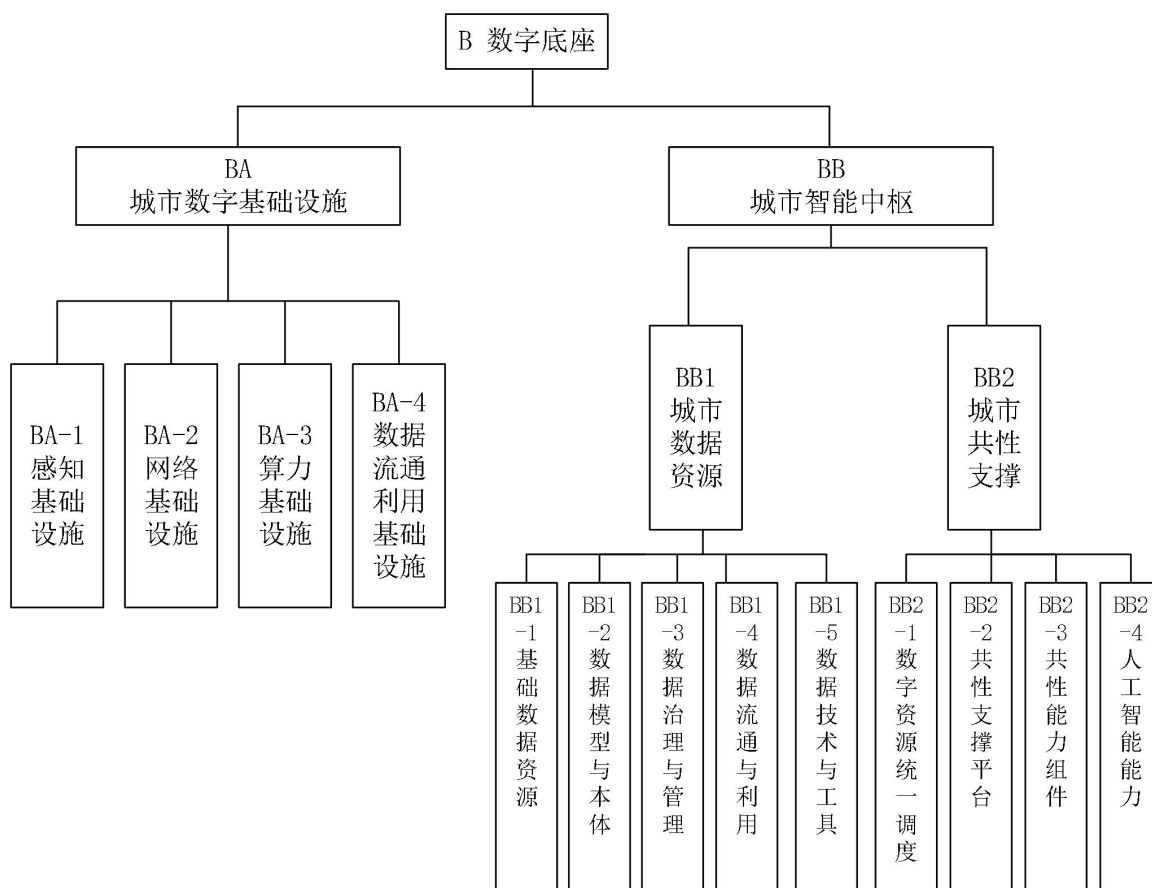 B 数字底座
BA
城市数字基础设施
BB
城市智能中枢
BA-1
感知
基础
设施
BA-2
网络
基础
设施
BA-3
算力
基础
设施
BA-4
数据
流通
利用
基础
设施
BB1
城市
数据
资源
BB2
城市
共性
支撑
BB1
-1
基
础
数
据
资
源
BB1
-2
数
据
模
型
与
本
体
BB1
-3
数
据
治
理
与
管
理
BB1
-4
数
据
流
通
与
利
用
BB1
-5
数
据
技
术
与
工
具
BB2
-1
数
字
资
源
统
一
调
度
BB2
-2
共
性
支
撑
平
台
BB2
-3
共
性
能
力
组
件
BB2
-4
人
工
智
能
能
力